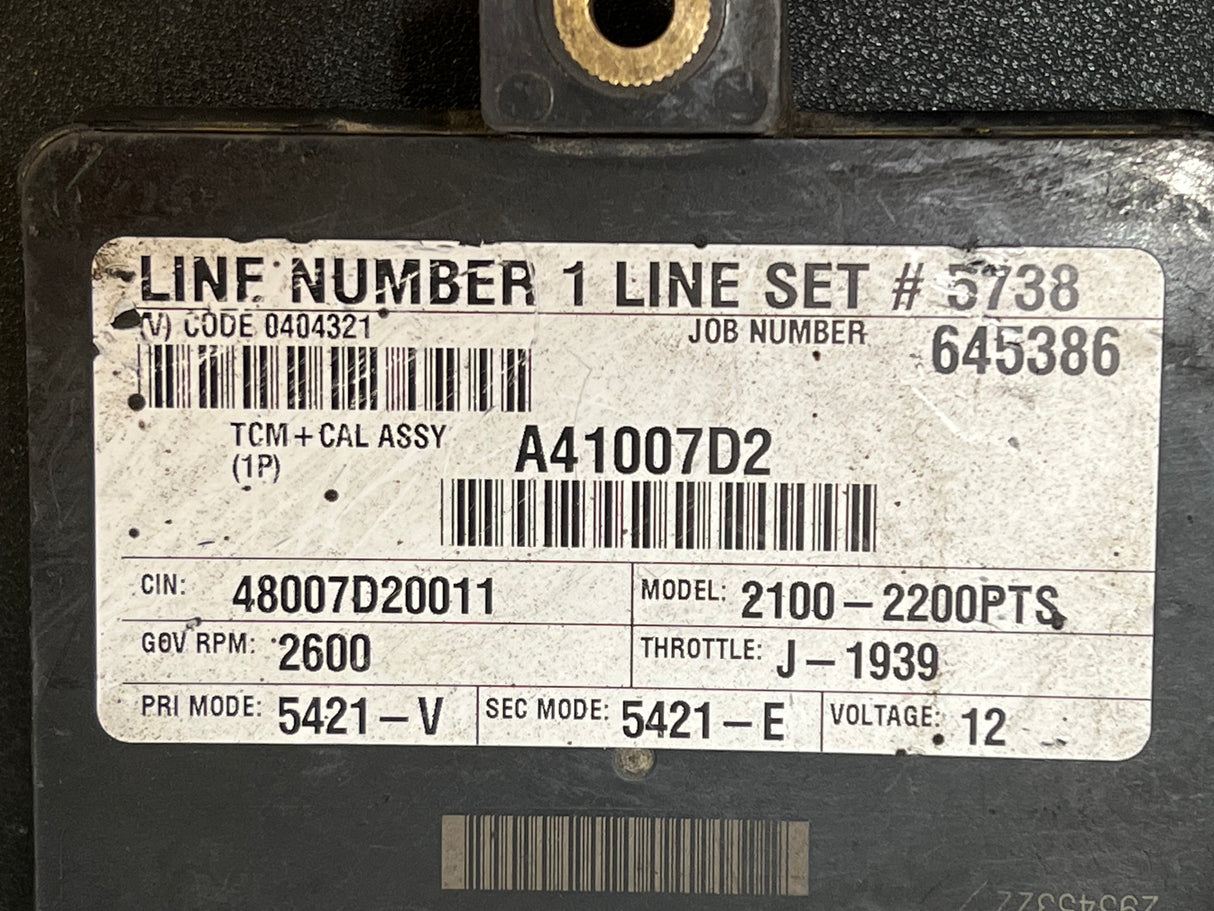 LINE NUMBER 1 LINE SET # 5738
(V) CODE 0404321 JOB NUMBER 645386
TCM+CAL ASSY A41007D2
(1P)
CIN: 48007D20011 MODEL: 2100-2200PTS
GOV RPM: 2600 THROTTLE: J-1939
PRI MODE: 5421-V SEC MODE: 5421-E VOLTAGE: 12